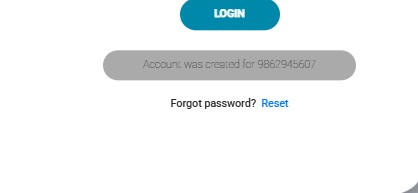 LOGIN
Account was created for 9862945607
Forgot password? Reset